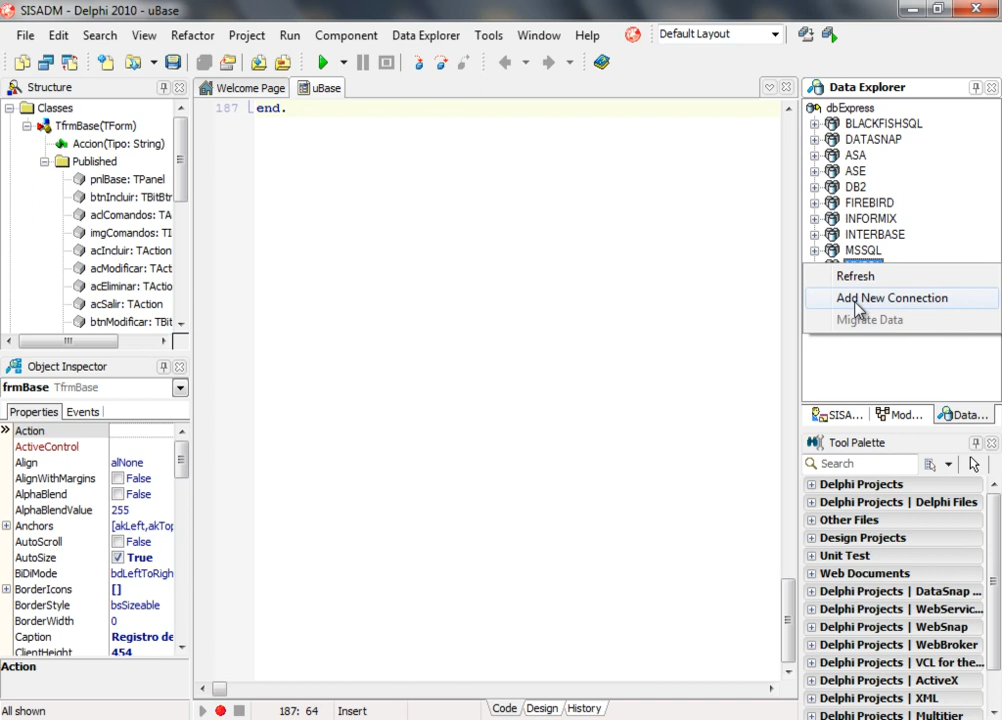 SISADM - Delphi 2010 - uBase
File Edit Search View Refactor Project Run Component Data Explorer Tools Window Help Default Layout
Structure
Welcome Page uBase
Data Explorer
Classes
TfrmBase(TForm)
Accion(Tipo: String)
Published
pnlBase: TPanel
btnIncluir: TBitBtr
aclComandos: TA
imgComandos: TI
acIncluir: TAction
acModificar: TAct
acEliminar: TActio
acSalir: TAction
btnModificar: TBit
187 end.
dbExpress
BLACKFISHSQL
DATASNAP
ASA
ASE
DB2
FIREBIRD
INFORMIX
INTERBASE
MSSQL
Refresh
Add New Connection
Migrate Data
SISA... Mod... Data...
Object Inspector
frmBase TfrmBase
Properties Events
Action
ActiveControl
Align alNone
AlignWithMargins False
AlphaBlend False
AlphaBlendValue 255
Anchors [akLeft,akTop
AutoScroll False
AutoSize True
BiDiMode bdLeftToRigh
BorderIcons []
BorderStyle bsSizeable
BorderWidth 0
Caption Registro de
ClientHeight 454
Action
All shown
Tool Palette
Search
Delphi Projects
Delphi Projects | Delphi Files
Other Files
Design Projects
Unit Test
Web Documents
Delphi Projects | DataSnap ...
Delphi Projects | WebServic...
Delphi Projects | WebSnap
Delphi Projects | WebBroker
Delphi Projects | VCL for the...
Delphi Projects | ActiveX
Delphi Projects | XML
Delphi Projects | Multitier
187: 64 Insert Code Design History